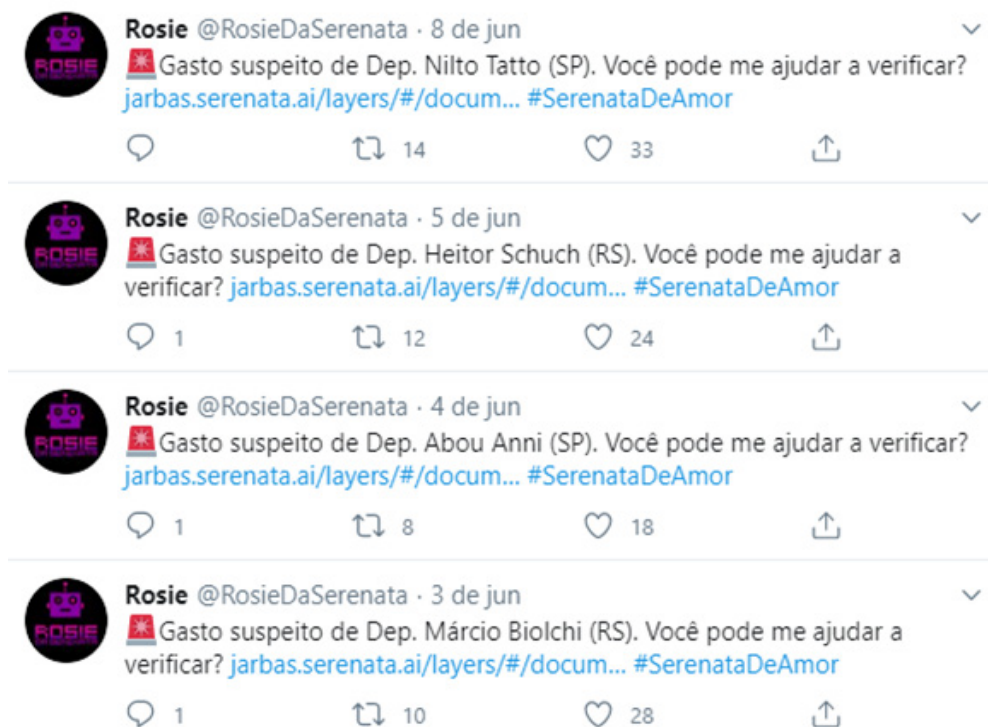 Rosie @RosieDaSerenata · 8 de jun
🚨Gasto suspeito de Dep. Nilto Tatto (SP). Você pode me ajudar a verificar?
jarbas.serenata.ai/layers/#/docum... #SerenataDeAmor
14 33
Rosie @RosieDaSerenata · 5 de jun
🚨Gasto suspeito de Dep. Heitor Schuch (RS). Você pode me ajudar a
verificar? jarbas.serenata.ai/layers/#/docum... #SerenataDeAmor
1 12 24
Rosie @RosieDaSerenata · 4 de jun
🚨Gasto suspeito de Dep. Abou Anni (SP). Você pode me ajudar a verificar?
jarbas.serenata.ai/layers/#/docum... #SerenataDeAmor
1 8 18
Rosie @RosieDaSerenata · 3 de jun
🚨Gasto suspeito de Dep. Márcio Biolchi (RS). Você pode me ajudar a
verificar? jarbas.serenata.ai/layers/#/docum... #SerenataDeAmor
1 10 28